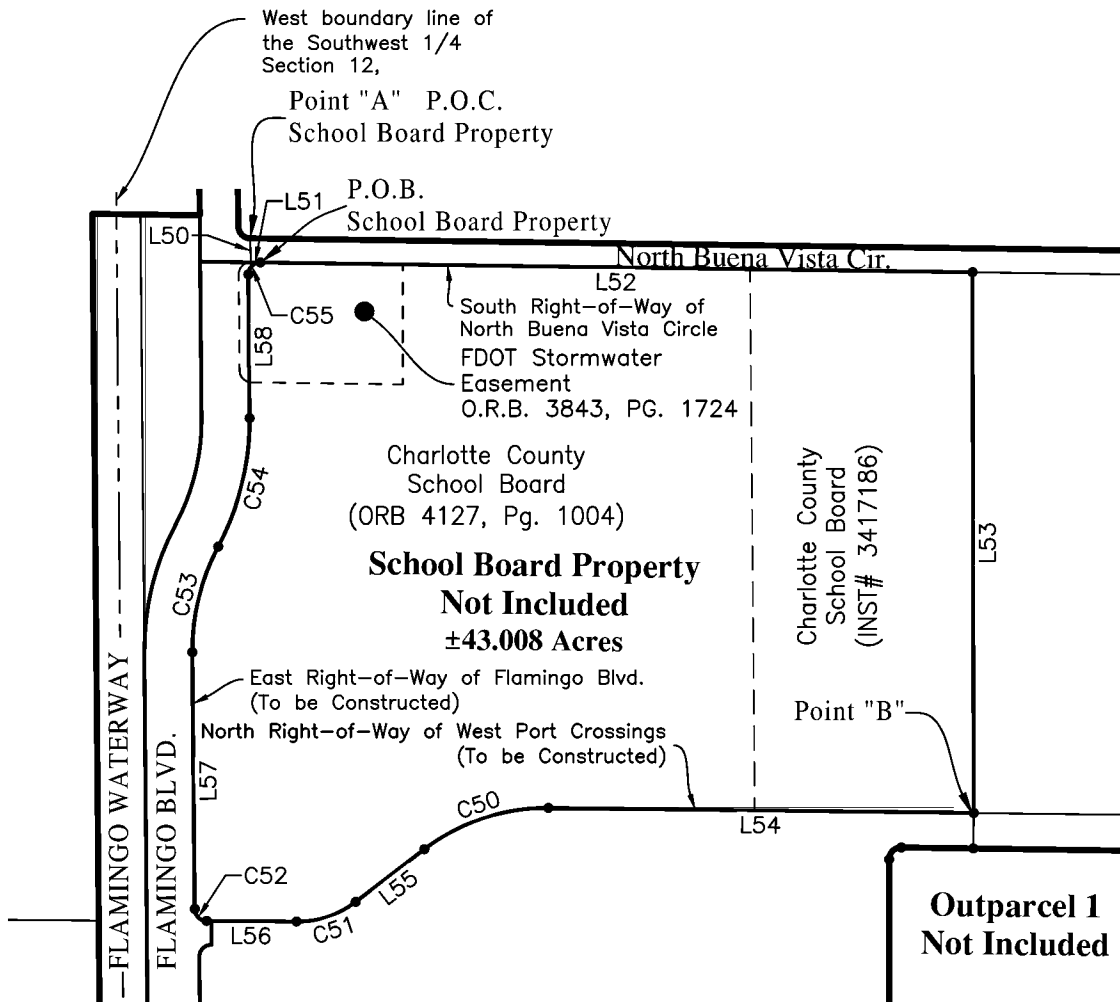 West boundary line of
the Southwest 1/4
Section 12,
Point "A" P.O.C.
School Board Property
L51
P.O.B.
School Board Property
L50
North Buena Vista Cir.
L52
C55
South Right-of-Way of
North Buena Vista Circle
L58
FDOT Stormwater
Easement
O.R.B. 3843, PG. 1724
Charlotte County
School Board
(ORB 4127, Pg. 1004)
C54
Charlotte County
School Board
(INST# 3417186)
L53
School Board Property
Not Included
±43.008 Acres
C53
East Right-of-Way of Flamingo Blvd.
(To be Constructed)
North Right-of-Way of West Port Crossings
(To be Constructed)
Point "B"
FLAMINGO WATERWAY
FLAMINGO BLVD.
L57
C50
L54
C52
L55
L56
C51
Outparcel 1
Not Included